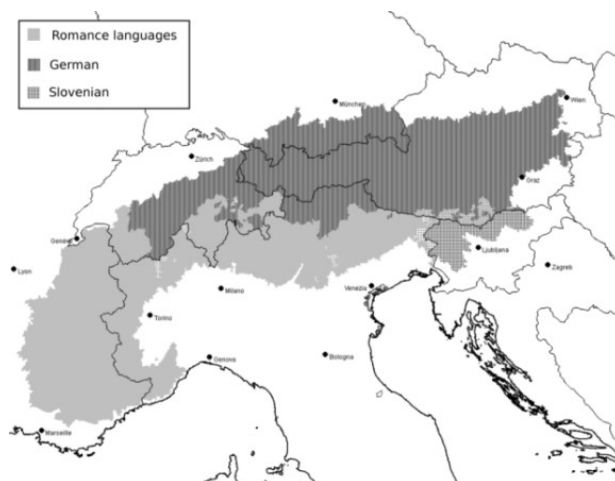 Romance languages
German
Slovenian
München
Wien
Zürich
Graz
Genève
Ljubljana
Lyon
Zagreb
Milano
Venezia
Torino
Genova
Bologna
Marseille